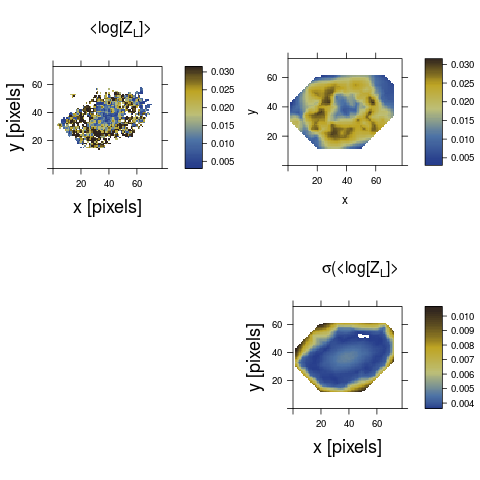 <log[Z_L]>
y [pixels]
60
40
20
20 40 60
x [pixels]
0.030
0.025
0.020
0.015
0.010
0.005
y
60
40
20
20 40 60
x
0.030
0.025
0.020
0.015
0.010
0.005
σ(<log[Z_L]>
y [pixels]
60
40
20
20 40 60
x [pixels]
0.010
0.009
0.008
0.007
0.006
0.005
0.004